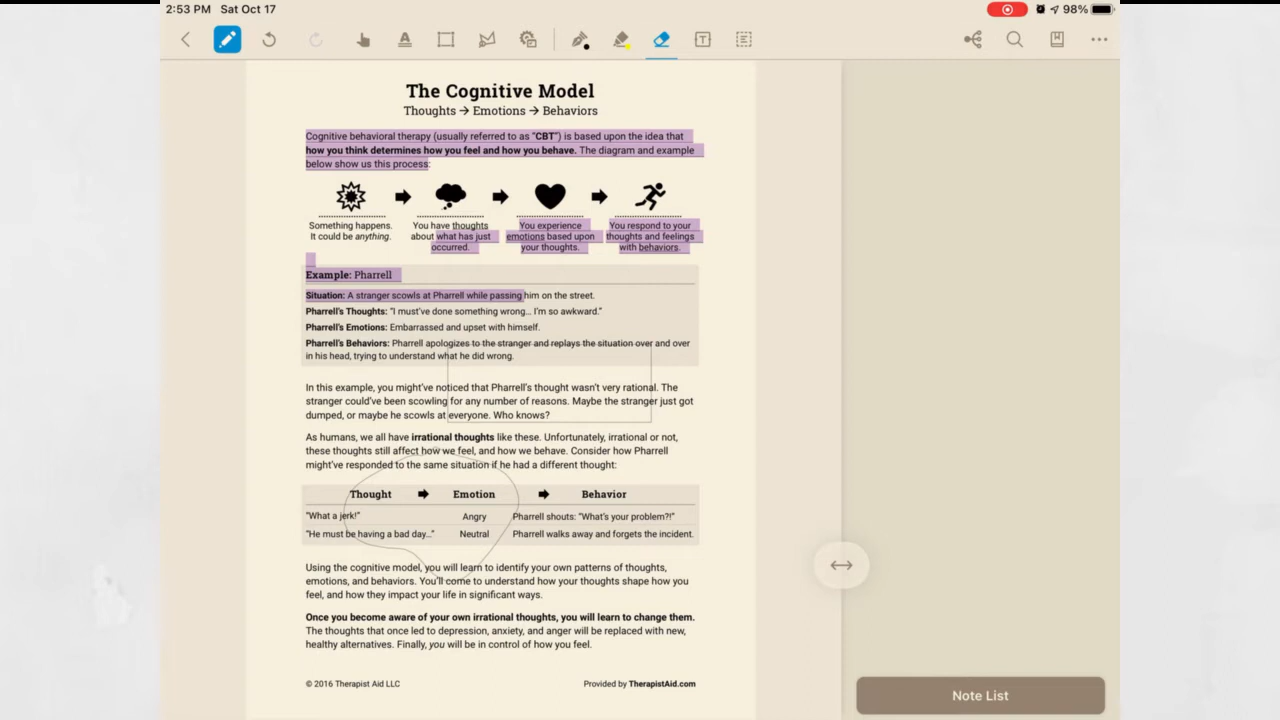 2:53 PM Sat Oct 17
98%
The Cognitive Model
Thoughts → Emotions → Behaviors
Cognitive behavioral therapy (usually referred to as "CBT") is based upon the idea that
how you think determines how you feel and how you behave. The diagram and example
below show us this process:
Something happens.
It could be anything.
You have thoughts
about what has just
occurred.
You experience
emotions based upon
your thoughts.
You respond to your
thoughts and feelings
with behaviors.
Example: Pharrell
Situation: A stranger scowls at Pharrell while passing him on the street.
Pharrell's Thoughts: "I must've done something wrong... I'm so awkward."
Pharrell's Emotions: Embarrassed and upset with himself.
Pharrell's Behaviors: Pharrell apologizes to the stranger and replays the situation over and over
in his head, trying to understand what he did wrong.
In this example, you might've noticed that Pharrell's thought wasn't very rational. The
stranger could've been scowling for any number of reasons. Maybe the stranger just got
dumped, or maybe he scowls at everyone. Who knows?
As humans, we all have irrational thoughts like these. Unfortunately, irrational or not,
these thoughts still affect how we feel, and how we behave. Consider how Pharrell
might've responded to the same situation if he had a different thought:
Thought Emotion Behavior
"What a jerk!" Angry Pharrell shouts: "What's your problem?!"
"He must be having a bad day..." Neutral Pharrell walks away and forgets the incident.
Using the cognitive model, you will learn to identify your own patterns of thoughts,
emotions, and behaviors. You'll come to understand how your thoughts shape how you
feel, and how they impact your life in significant ways.
Once you become aware of your own irrational thoughts, you will learn to change them.
The thoughts that once led to depression, anxiety, and anger will be replaced with new,
healthy alternatives. Finally, you will be in control of how you feel.
© 2016 Therapist Aid LLC
Provided by TherapistAid.com
Note List